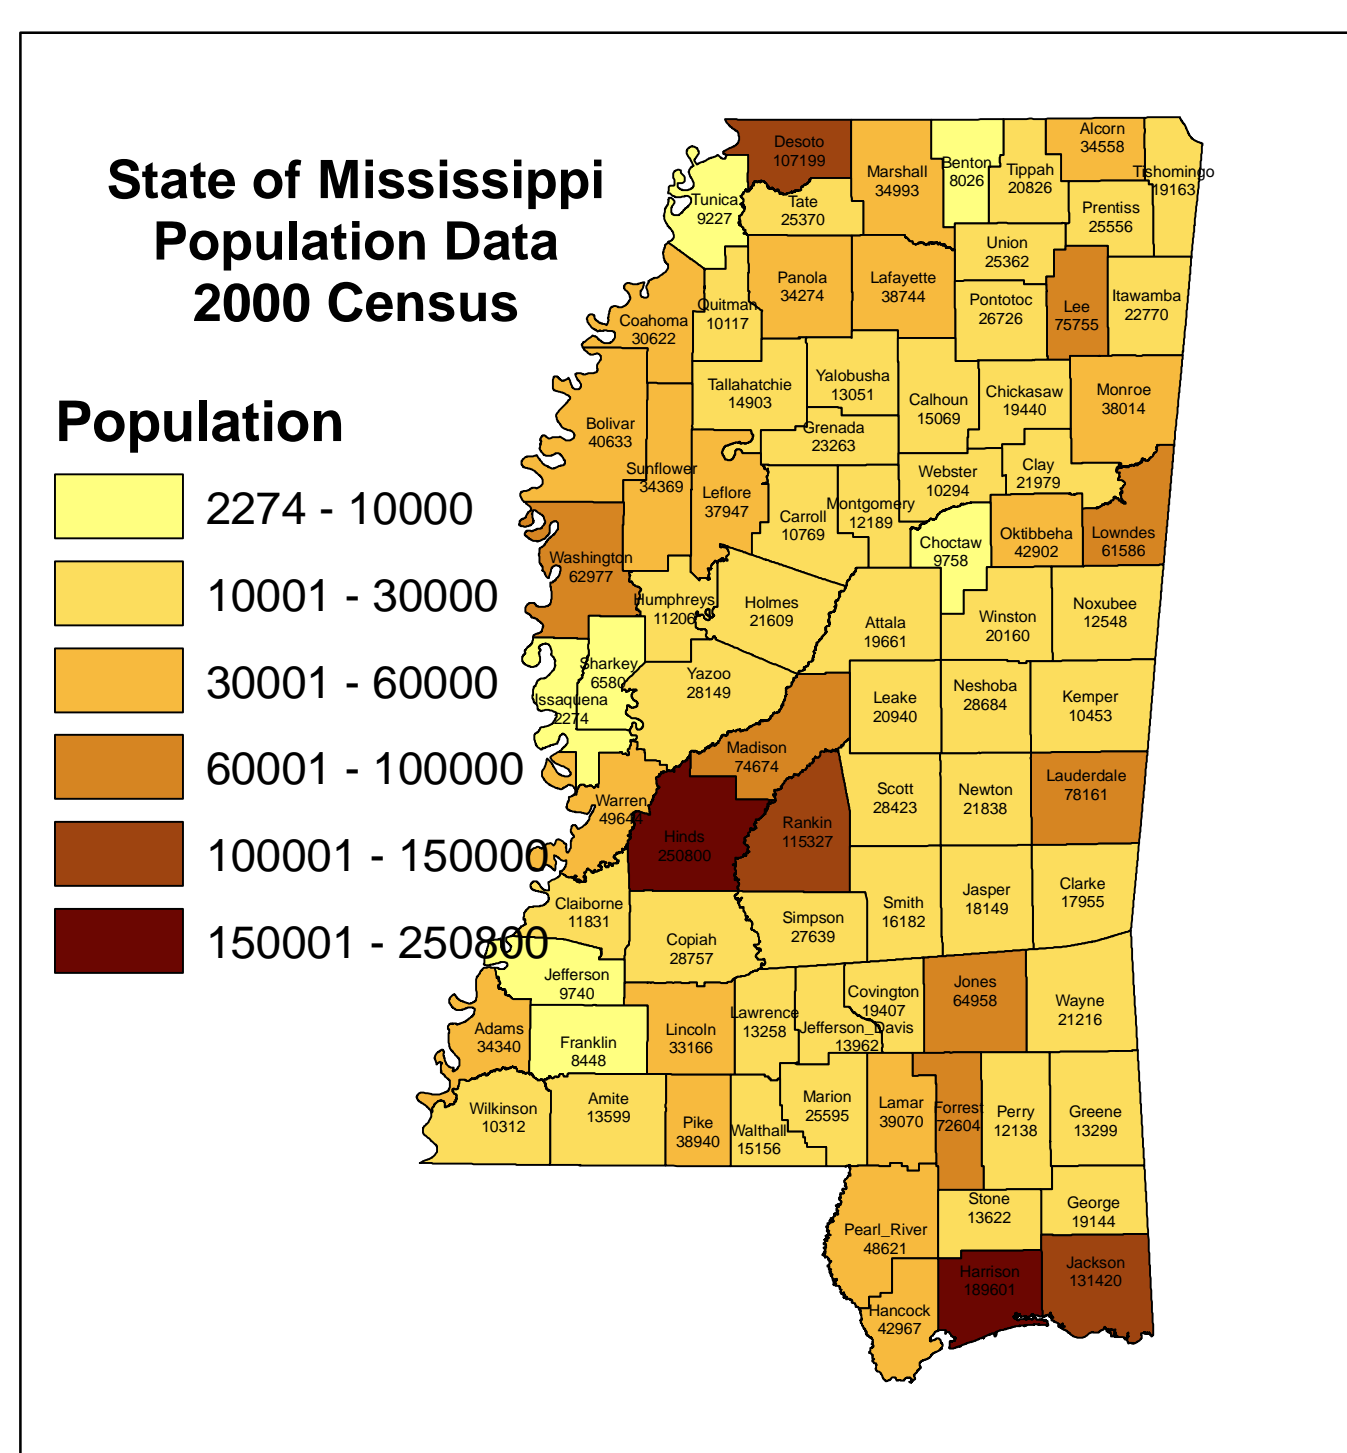 State of Mississippi
Population Data
2000 Census
Population
2274 - 10000
10001 - 30000
30001 - 60000
60001 - 100000
100001 - 150000
150001 - 250800
Desoto
107199
Marshall
34993
Benton
8026
Tippah
20826
Alcorn
34558
Tishomingo
19163
Tunica
9227
Tate
25370
Prentiss
25556
Union
25362
Panola
34274
Lafayette
38744
Pontotoc
26726
Lee
75755
Itawamba
22770
Quitman
10117
Coahoma
30622
Tallahatchie
14903
Yalobusha
13051
Calhoun
15069
Chickasaw
19440
Monroe
38014
Bolivar
40633
Grenada
23263
Sunflower
34369
Leflore
37947
Carroll
10769
Montgomery
12189
Webster
10294
Clay
21979
Choctaw
9758
Oktibbeha
42902
Lowndes
61586
Washington
62977
Humphreys
11206
Holmes
21609
Attala
19661
Winston
20160
Noxubee
12548
Sharkey
6580
Issaquena
2274
Yazoo
28149
Leake
20940
Neshoba
28684
Kemper
10453
Madison
74674
Warren
49644
Hinds
250800
Rankin
115327
Scott
28423
Newton
21838
Lauderdale
78161
Claiborne
11831
Copiah
28757
Simpson
27639
Smith
16182
Jasper
18149
Clarke
17955
Jefferson
9740
Adams
34340
Franklin
8448
Lincoln
33166
Lawrence
13258
Jefferson_Davis
13962
Covington
19407
Jones
64958
Wayne
21216
Wilkinson
10312
Amite
13599
Pike
38940
Walthall
15156
Marion
25595
Lamar
39070
Forrest
72604
Perry
12138
Greene
13299
Pearl_River
48621
Stone
13622
George
19144
Hancock
42967
Harrison
189601
Jackson
131420